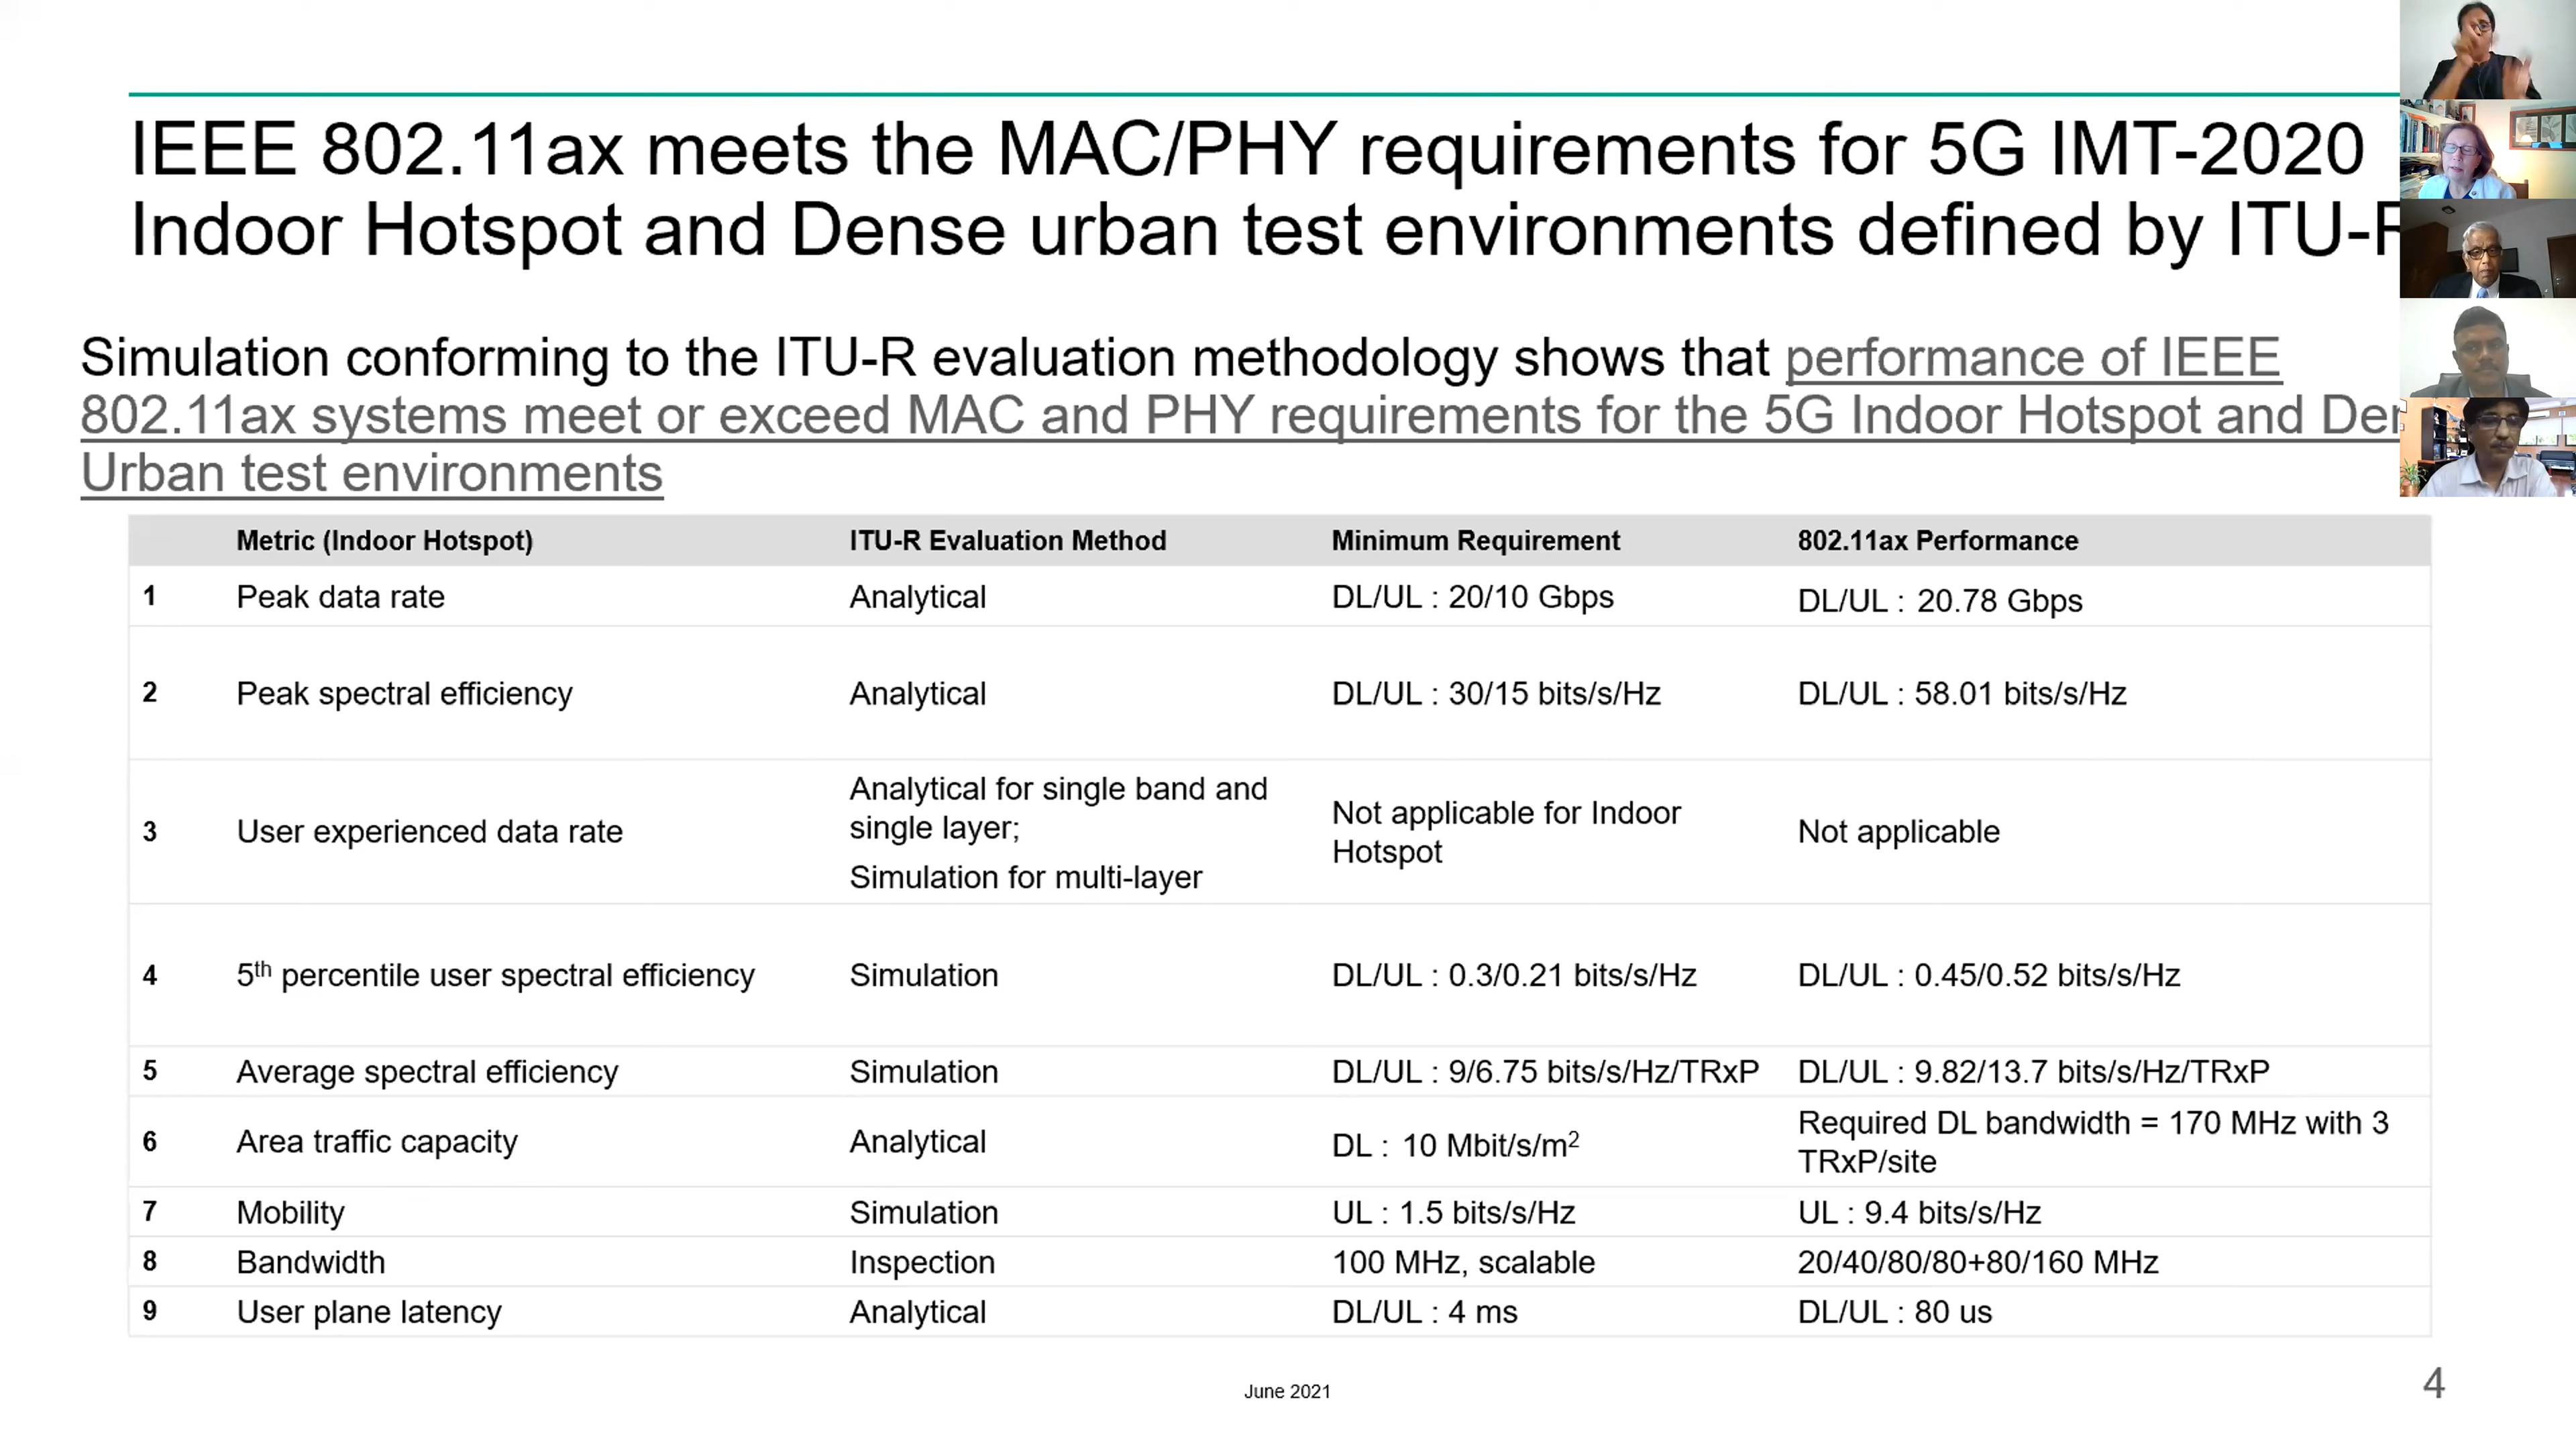 IEEE 802.11ax meets the MAC/PHY requirements for 5G IMT-2020
Indoor Hotspot and Dense urban test environments defined by ITU-R
Simulation conforming to the ITU-R evaluation methodology shows that performance of IEEE
802.11ax systems meet or exceed MAC and PHY requirements for the 5G Indoor Hotspot and
Urban test environments
Metric (Indoor Hotspot) ITU-R Evaluation Method Minimum Requirement 802.11ax Performance
1 Peak data rate Analytical DL/UL : 20/10 Gbps DL/UL : 20.78 Gbps
2 Peak spectral efficiency Analytical DL/UL : 30/15 bits/s/Hz DL/UL : 58.01 bits/s/Hz
3 User experienced data rate
Analytical for single band and
single layer;
Simulation for multi-layer
Not applicable for Indoor
Hotspot
Not applicable
4 5th percentile user spectral efficiency Simulation DL/UL : 0.3/0.21 bits/s/Hz DL/UL : 0.45/0.52 bits/s/Hz
5 Average spectral efficiency Simulation DL/UL : 9/6.75 bits/s/Hz/TRxP DL/UL : 9.82/13.7 bits/s/Hz/TRxP
6 Area traffic capacity Analytical DL : 10 Mbit/s/m2
Required DL bandwidth = 170 MHz with 3
TRxP/site
7 Mobility Simulation UL : 1.5 bits/s/Hz UL : 9.4 bits/s/Hz
8 Bandwidth Inspection 100 MHz, scalable 20/40/80/80+80/160 MHz
9 User plane latency Analytical DL/UL : 4 ms DL/UL : 80 us
June 2021
4